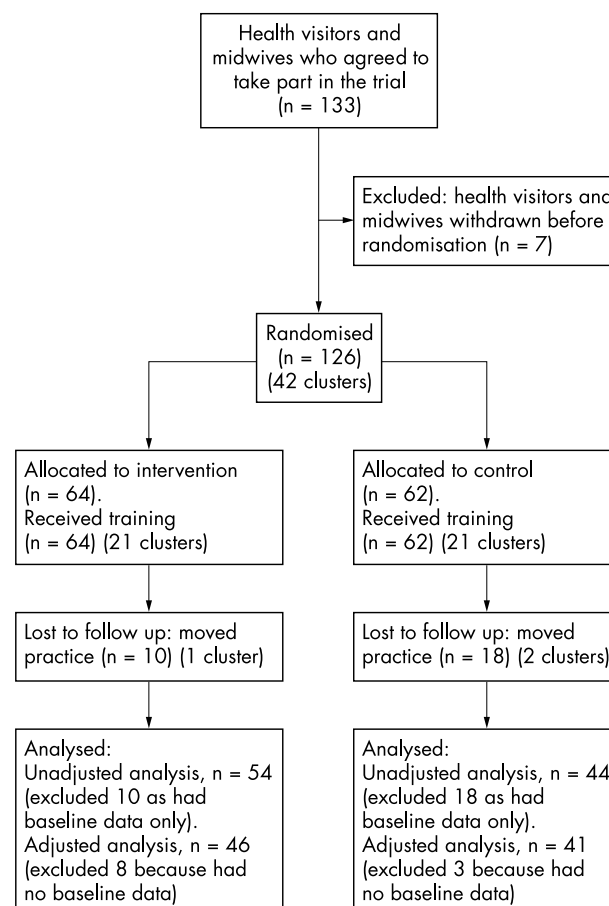 Health visitors and
midwives who agreed to
take part in the trial
(n = 133)
Excluded: health visitors and
midwives withdrawn before
randomisation (n = 7)
Randomised
(n = 126)
(42 clusters)
Allocated to intervention
(n = 64).
Received training
(n = 64) (21 clusters)
Allocated to control
(n = 62).
Received training
(n = 62) (21 clusters)
Lost to follow up: moved
practice (n = 10) (1 cluster)
Lost to follow up: moved
practice (n = 18) (2 clusters)
Analysed:
Unadjusted analysis, n = 54
(excluded 10 as had
baseline data only).
Adjusted analysis, n = 46
(excluded 8 because had
no baseline data)
Analysed:
Unadjusted analysis, n = 44
(excluded 18 as had
baseline data only).
Adjusted analysis, n = 41
(excluded 3 because had
no baseline data)